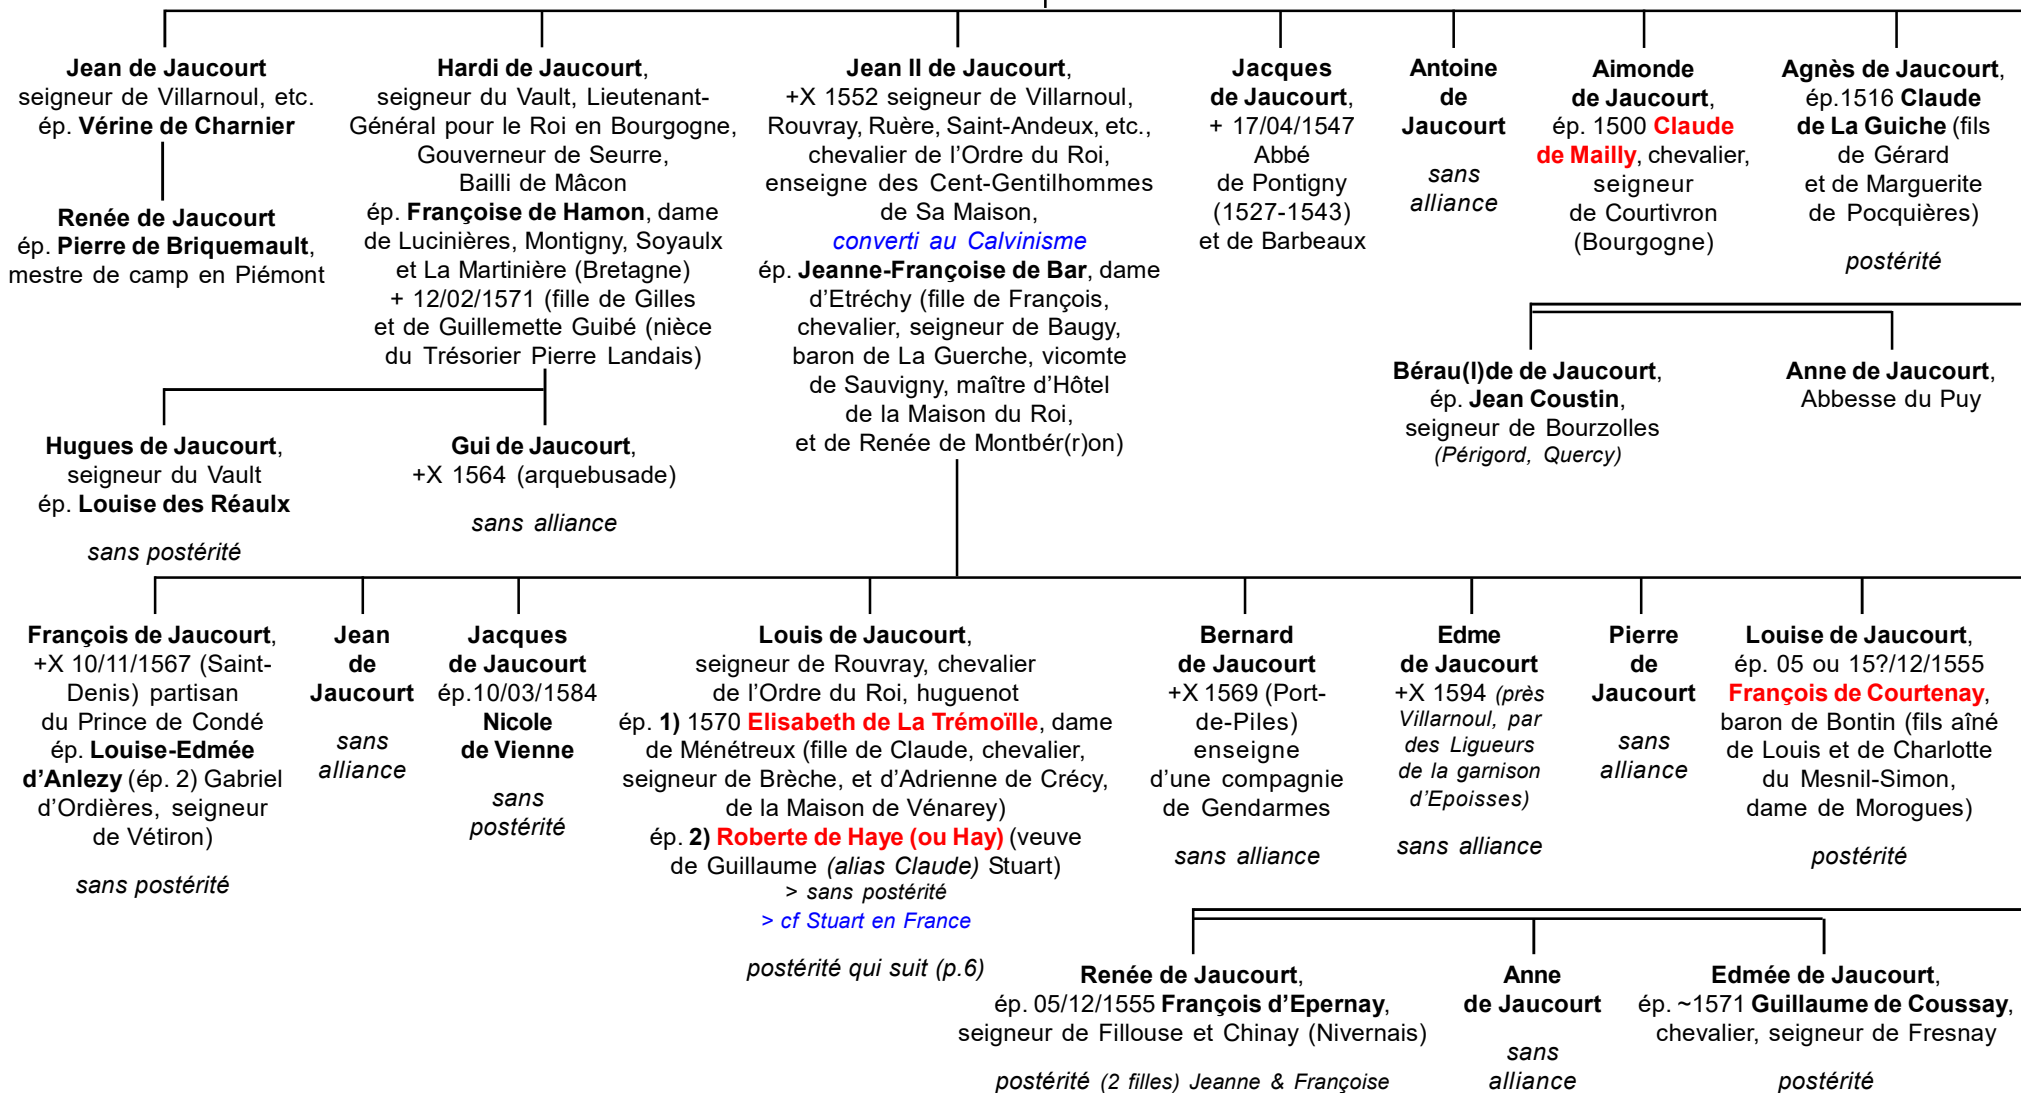 Jean de Jaucourt
seigneur de Villarnoul, etc.
ép. Vérine de Charnier
Renée de Jaucourt
ép. Pierre de Briquemault,
mestre de camp en Piémont
Hardi de Jaucourt,
seigneur du Vault, Lieutenant-
Général pour le Roi en Bourgogne,
Gouverneur de Seurre,
Bailli de Mâcon
ép. Françoise de Hamon, dame
de Lucinières, Montigny, Soyaulx
et La Martinière (Bretagne)
+ 12/02/1571 (fille de Gilles
et de Guillemette Guibé (nièce
du Trésorier Pierre Landais)
Jean II de Jaucourt,
+X 1552 seigneur de Villarnoul,
Rouvray, Ruère, Saint-Andeux, etc.,
chevalier de l’Ordre du Roi,
enseigne des Cent-Gentilhommes
de Sa Maison,
converti au Calvinisme
ép. Jeanne-Françoise de Bar, dame
d’Etréchy (fille de François,
chevalier, seigneur de Baugy,
baron de La Guerche, vicomte
de Sauvigny, maître d’Hôtel
de la Maison du Roi,
et de Renée de Montbér(r)on)
Jacques
de Jaucourt,
+ 17/04/1547
Abbé
de Pontigny
(1527-1543)
et de Barbeaux
Antoine
de
Jaucourt
sans
alliance
Aimonde
de Jaucourt,
ép. 1500 Claude
de Mailly, chevalier,
seigneur
de Courtivron
(Bourgogne)
Agnès de Jaucourt,
ép.1516 Claude
de La Guiche (fils
de Gérard
et de Marguerite
de Pocquières)
postérité
Bérau(l)de de Jaucourt,
ép. Jean Coustin,
seigneur de Bourzolles
(Périgord, Quercy)
Anne de Jaucourt,
Abbesse du Puy
Hugues de Jaucourt,
seigneur du Vault
ép. Louise des Réaulx
sans postérité
Gui de Jaucourt,
+X 1564 (arquebusade)
sans alliance
François de Jaucourt,
+X 10/11/1567 (Saint-
Denis) partisan
du Prince de Condé
ép. Louise-Edmée
d’Anlezy (ép. 2) Gabriel
d’Ordières, seigneur
de Vétiron)
sans postérité
Jean
de
Jaucourt
sans
alliance
Jacques
de Jaucourt
ép.10/03/1584
Nicole
de Vienne
sans
postérité
Louis de Jaucourt,
seigneur de Rouvray, chevalier
de l’Ordre du Roi, huguenot
ép. 1) 1570 Elisabeth de La Trémoïlle, dame
de Ménétreux (fille de Claude, chevalier,
seigneur de Brèche, et d’Adrienne de Crécy,
de la Maison de Vénarey)
ép. 2) Roberte de Haye (ou Hay) (veuve
de Guillaume (alias Claude) Stuart)
> sans postérité
> cf Stuart en France
postérité qui suit (p.6)
Bernard
de Jaucourt
+X 1569 (Port-
de-Piles)
enseigne
d’une compagnie
de Gendarmes
sans alliance
Edme
de Jaucourt
+X 1594 (près
Villarnoul, par
des Ligueurs
de la garnison
d’Epoisses)
sans alliance
Pierre
de
Jaucourt
sans
alliance
Louise de Jaucourt,
ép. 05 ou 15?/12/1555
François de Courtenay,
baron de Bontin (fils aîné
de Louis et de Charlotte
du Mesnil-Simon,
dame de Morogues)
postérité
Renée de Jaucourt,
ép. 05/12/1555 François d’Epernay,
seigneur de Fillouse et Chinay (Nivernais)
postérité (2 filles) Jeanne & Françoise
Anne
de Jaucourt
sans
alliance
Edmée de Jaucourt,
ép. ~1571 Guillaume de Coussay,
chevalier, seigneur de Fresnay
postérité